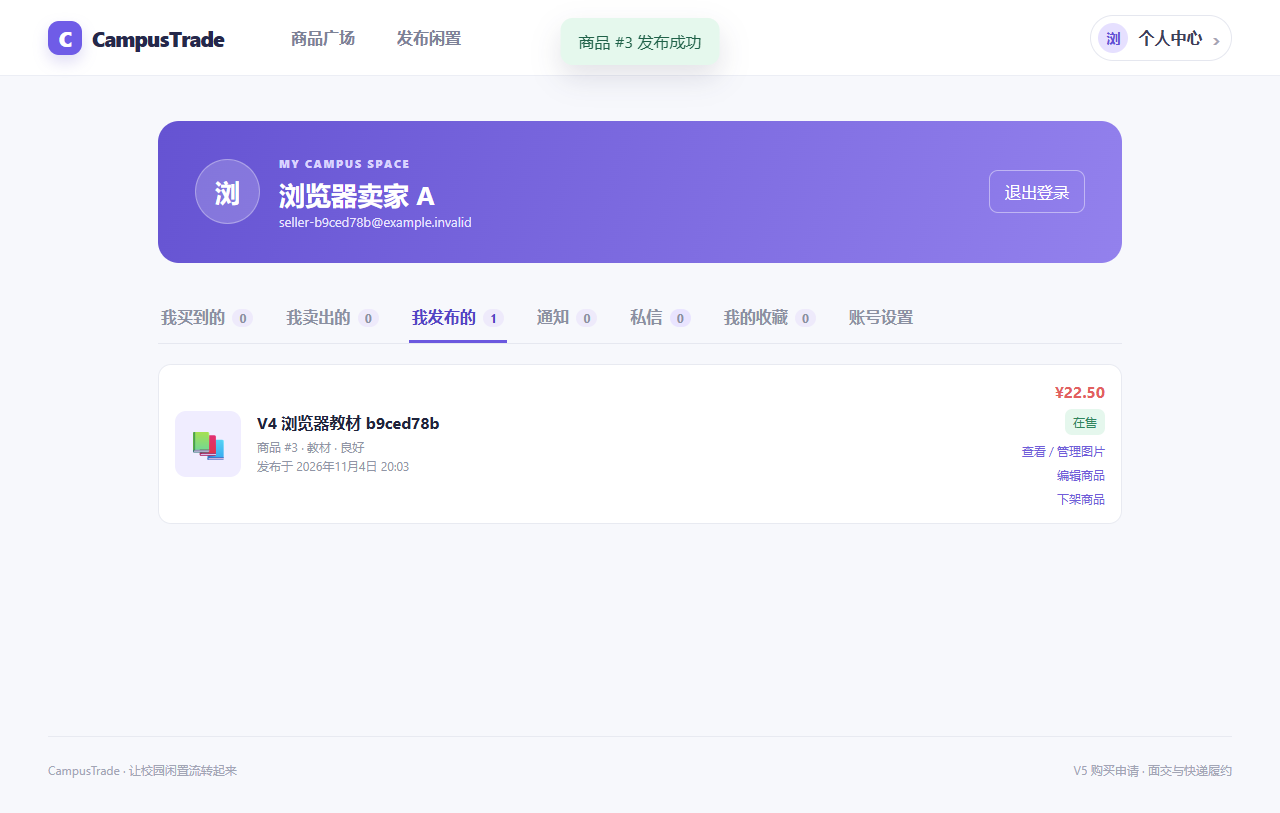 C CampusTrade 商品广场 发布闲置 商品 #3 发布成功 浏 个人中心 ›
MY CAMPUS SPACE
浏 浏览器卖家 A 退出登录
seller-b9ced78b@example.invalid
我买到的 0 我卖出的 0 我发布的 1 通知 0 私信 0 我的收藏 0 账号设置
¥22.50
V4 浏览器教材 b9ced78b 在售
商品 #3 · 教材 · 良好 查看 / 管理图片
发布于 2026年11月4日 20:03 编辑商品
下架商品
CampusTrade · 让校园闲置流转起来 V5 购买申请 · 面交与快递履约